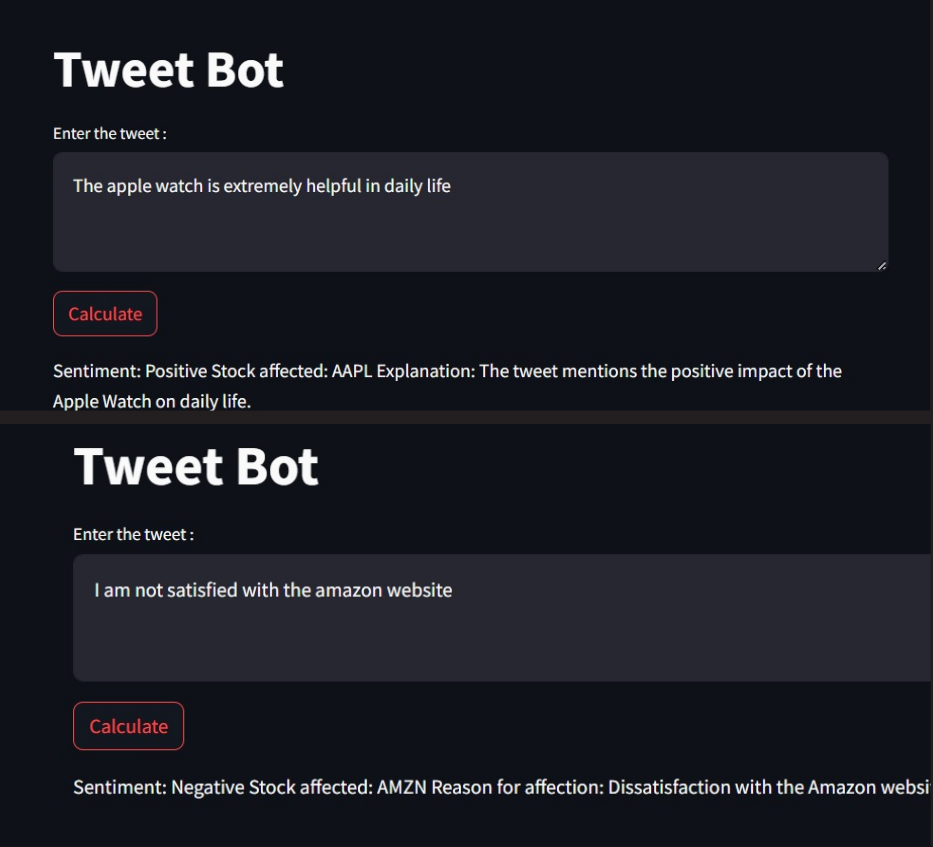 Tweet Bot
Enter the tweet :
The apple watch is extremely helpful in daily life
Calculate
Sentiment: Positive Stock affected: AAPL Explanation: The tweet mentions the positive impact of the
Apple Watch on daily life.
Tweet Bot
Enter the tweet :
I am not satisfied with the amazon website
Calculate
Sentiment: Negative Stock affected: AMZN Reason for affection: Dissatisfaction with the Amazon websi